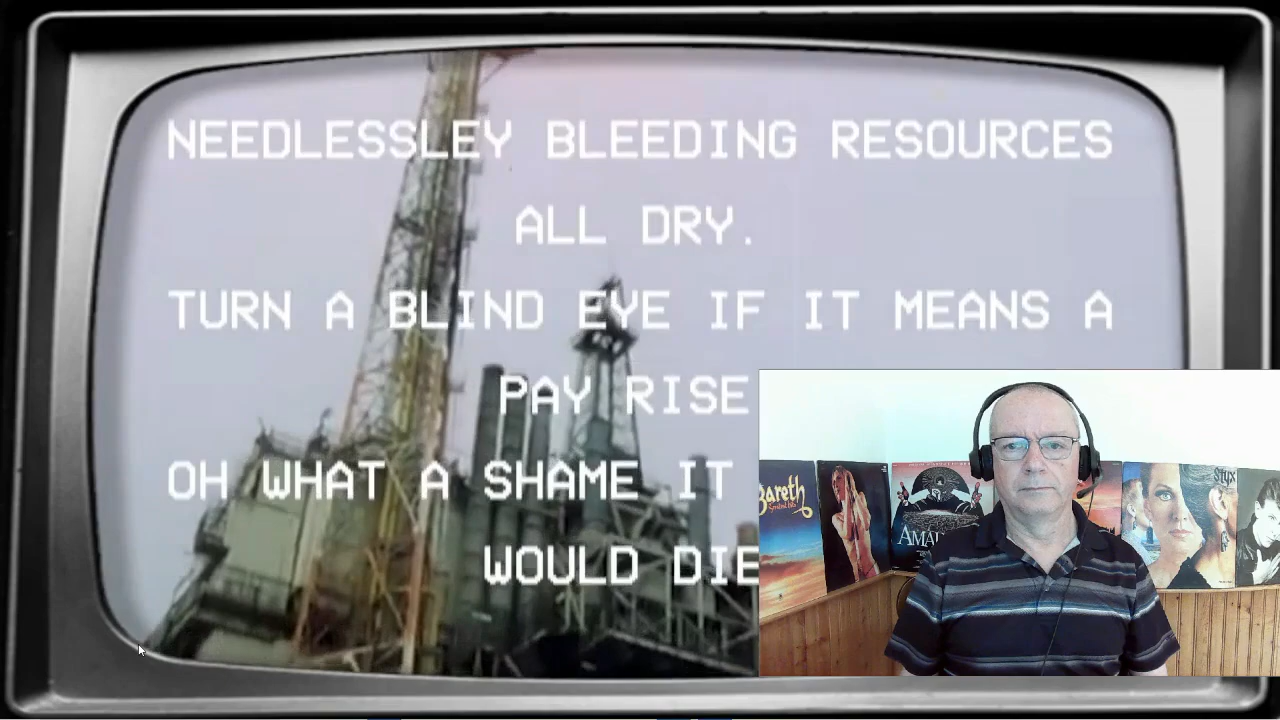 NEEDLESSLEY BLEEDING RESOURCES
ALL DRY.
TURN A BLIND EYE IF IT MEANS A
PAY RISE
OH WHAT A SHAME IT
WOULD DIE
Styx